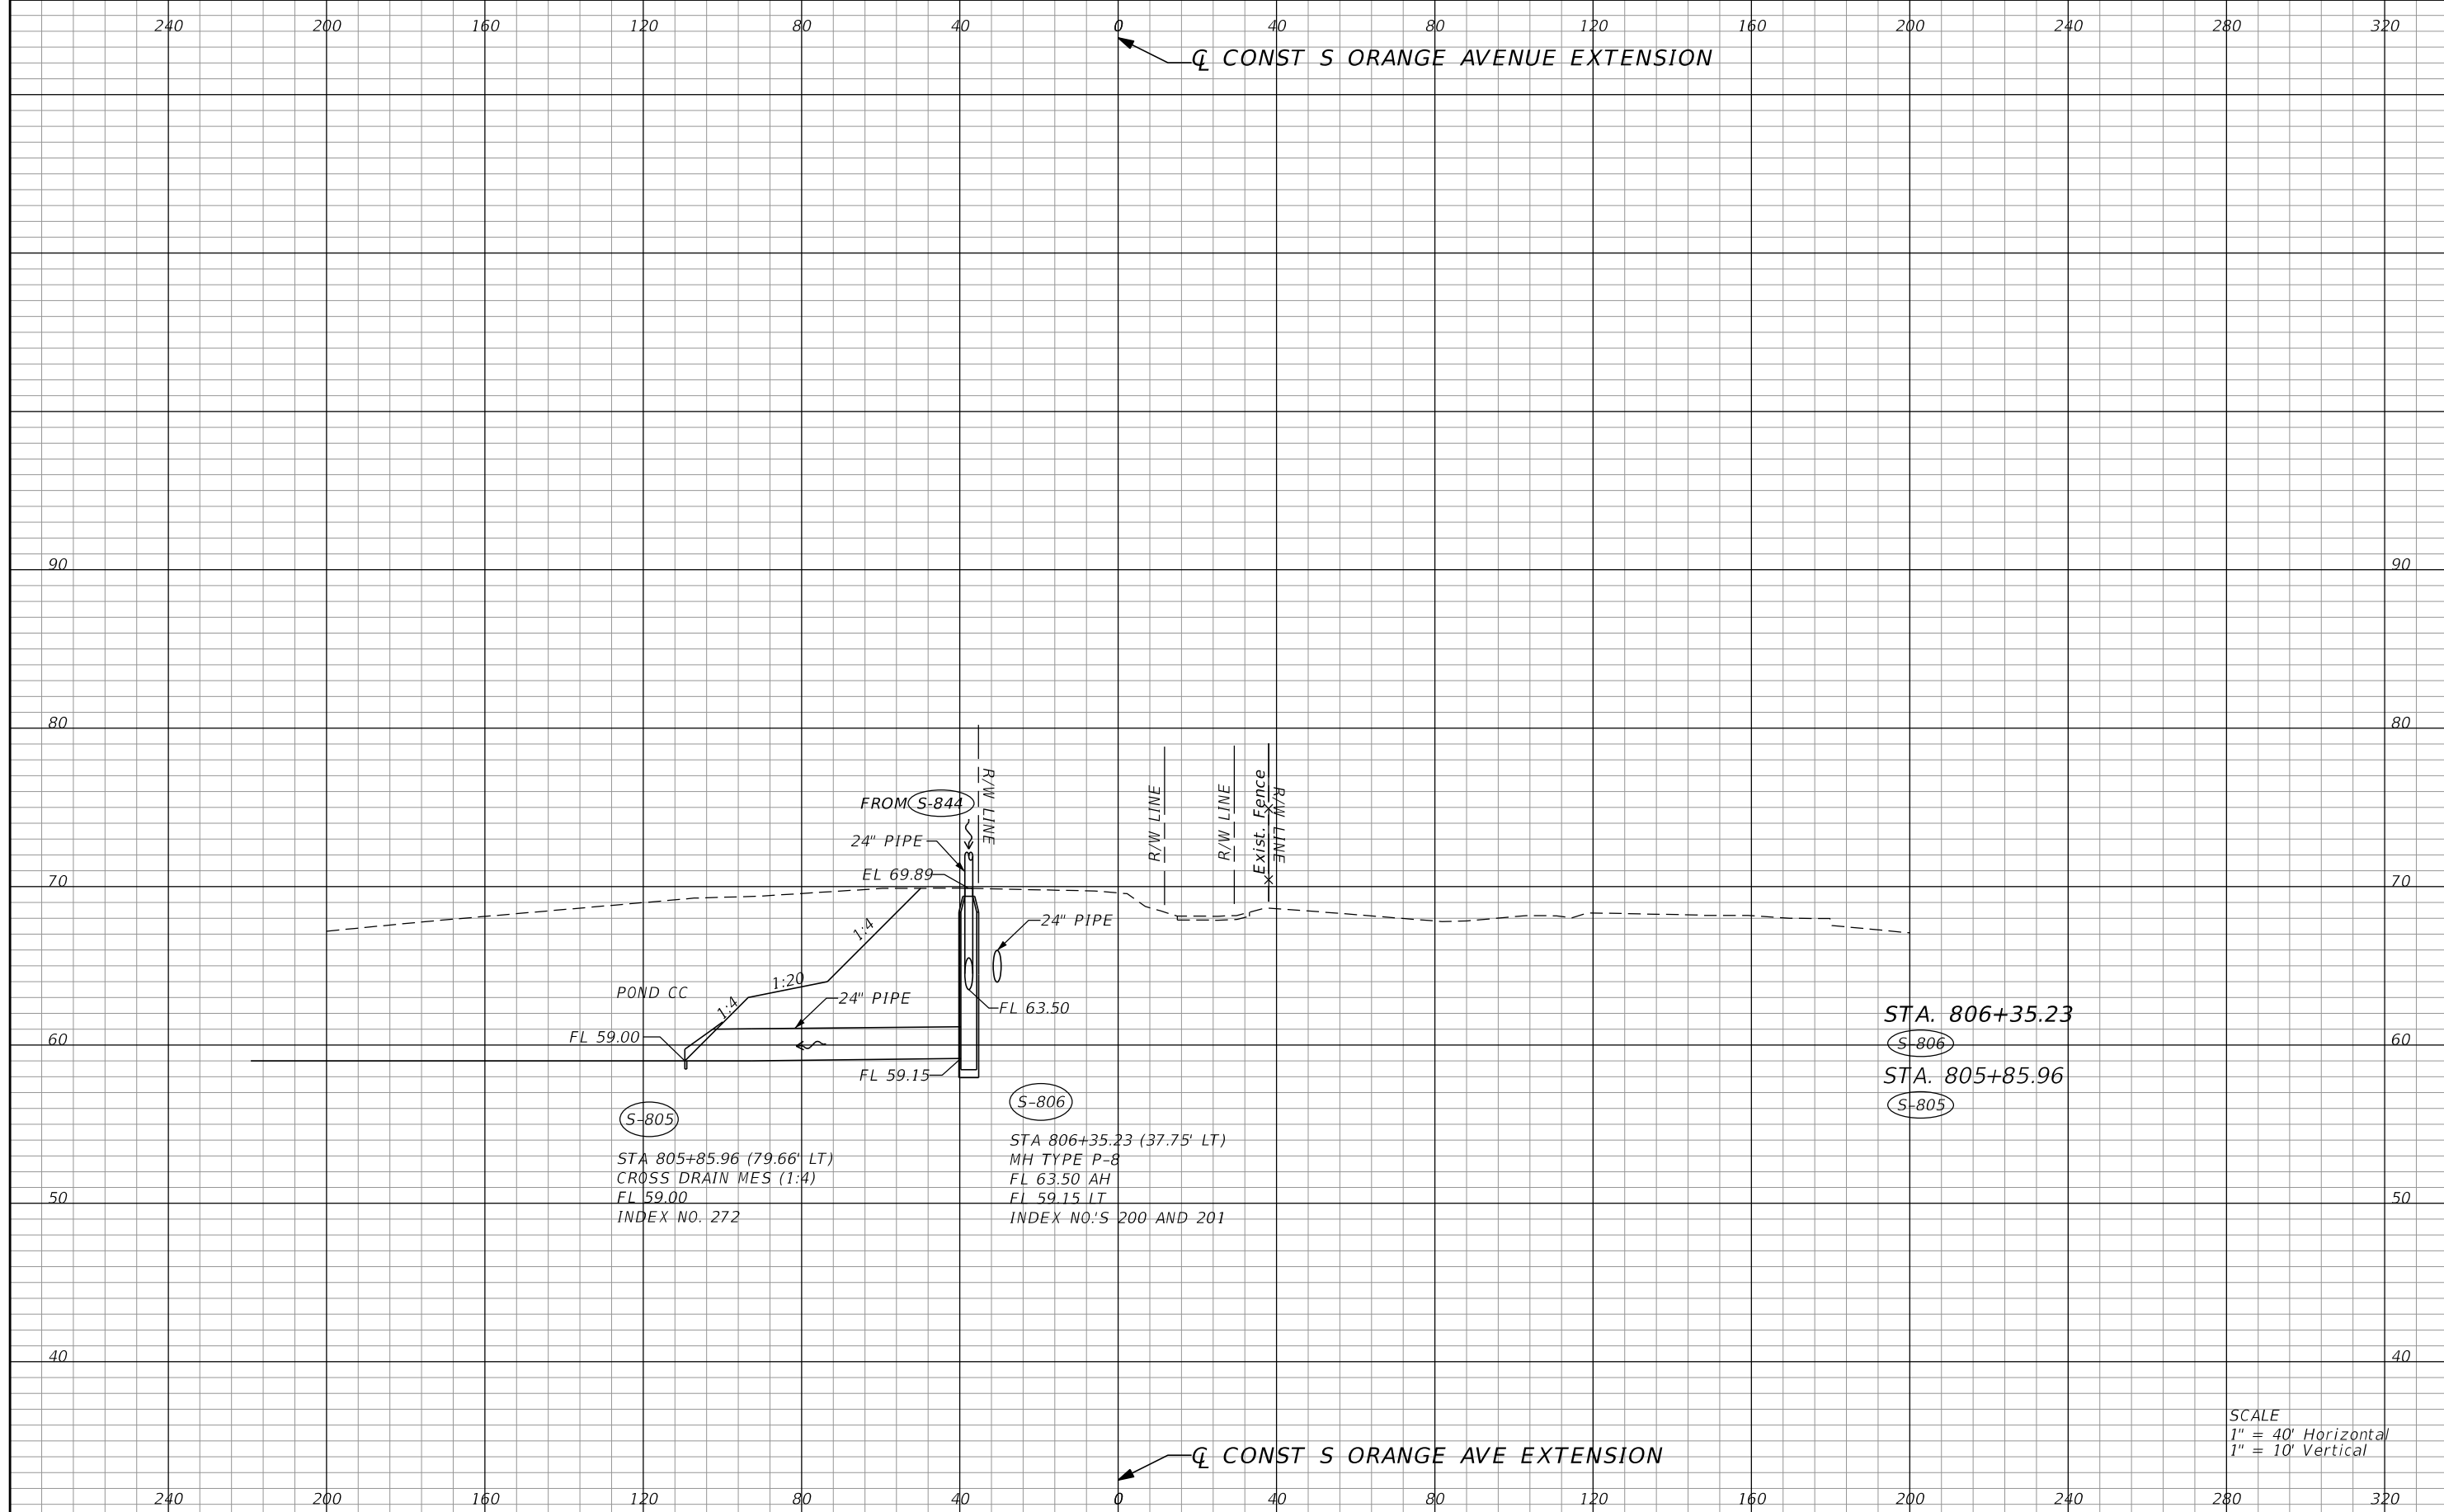 240 200 160 120 80 40 0 40 80 120 160 200 240 280 320
℄ CONST S ORANGE AVENUE EXTENSION
90 90
80 80
R/W LINE
R/W LINE
R/W LINE
Exist. Fence
R/W LINE
FROM S-844
24" PIPE
EL 69.89
70 70
24" PIPE
1:4
1:20
POND CC
1:4
24" PIPE
FL 63.50
FL 59.00
60 60
FL 59.15
STA. 806+35.23
S-806
STA. 805+85.96
S-805
S-805
STA 805+85.96 (79.66' LT)
CROSS DRAIN MES (1:4)
FL 59.00
INDEX NO. 272
S-806
STA 806+35.23 (37.75' LT)
MH TYPE P-8
FL 63.50 AH
FL 59.15 LT
INDEX NO.'S 200 AND 201
50 50
40 40
SCALE
1" = 40' Horizontal
1" = 10' Vertical
℄ CONST S ORANGE AVE EXTENSION
240 200 160 120 80 40 0 40 80 120 160 200 240 280 320